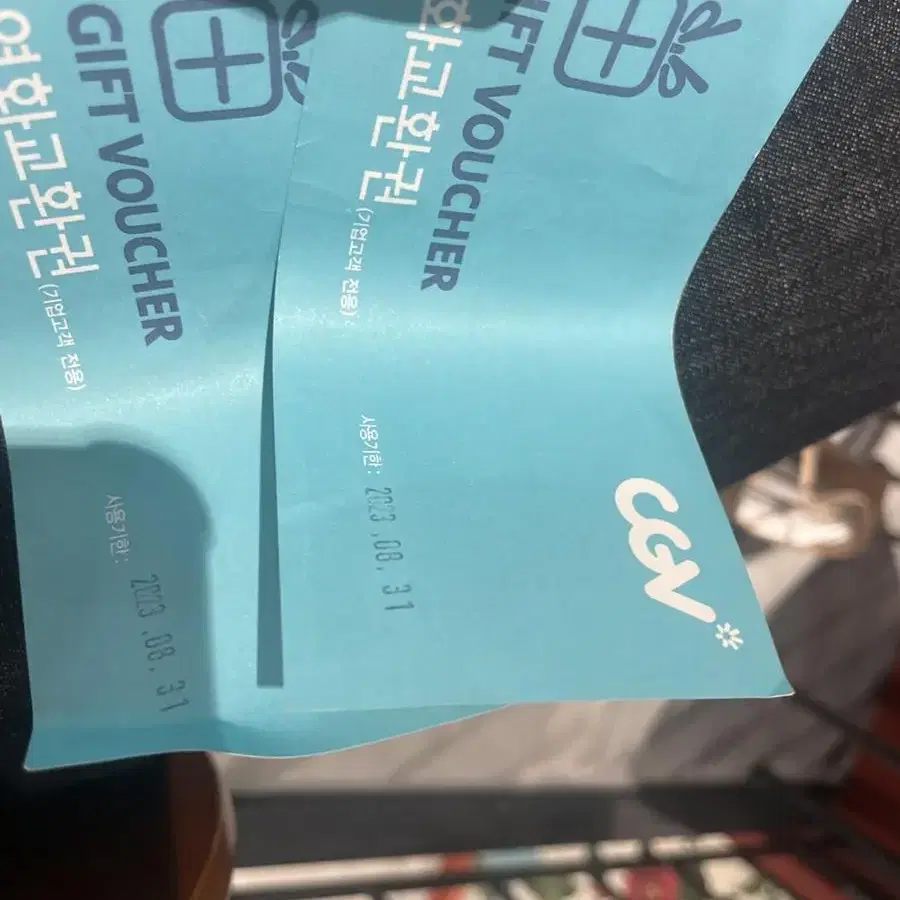 GIFT VOUCHER
영화교환권 (기업고객 전용)
사용기한: 2023.08.31
IFT VOUCHER
화교환권 (기업고객 전용)
사용기한: 2023.08.31
CGV